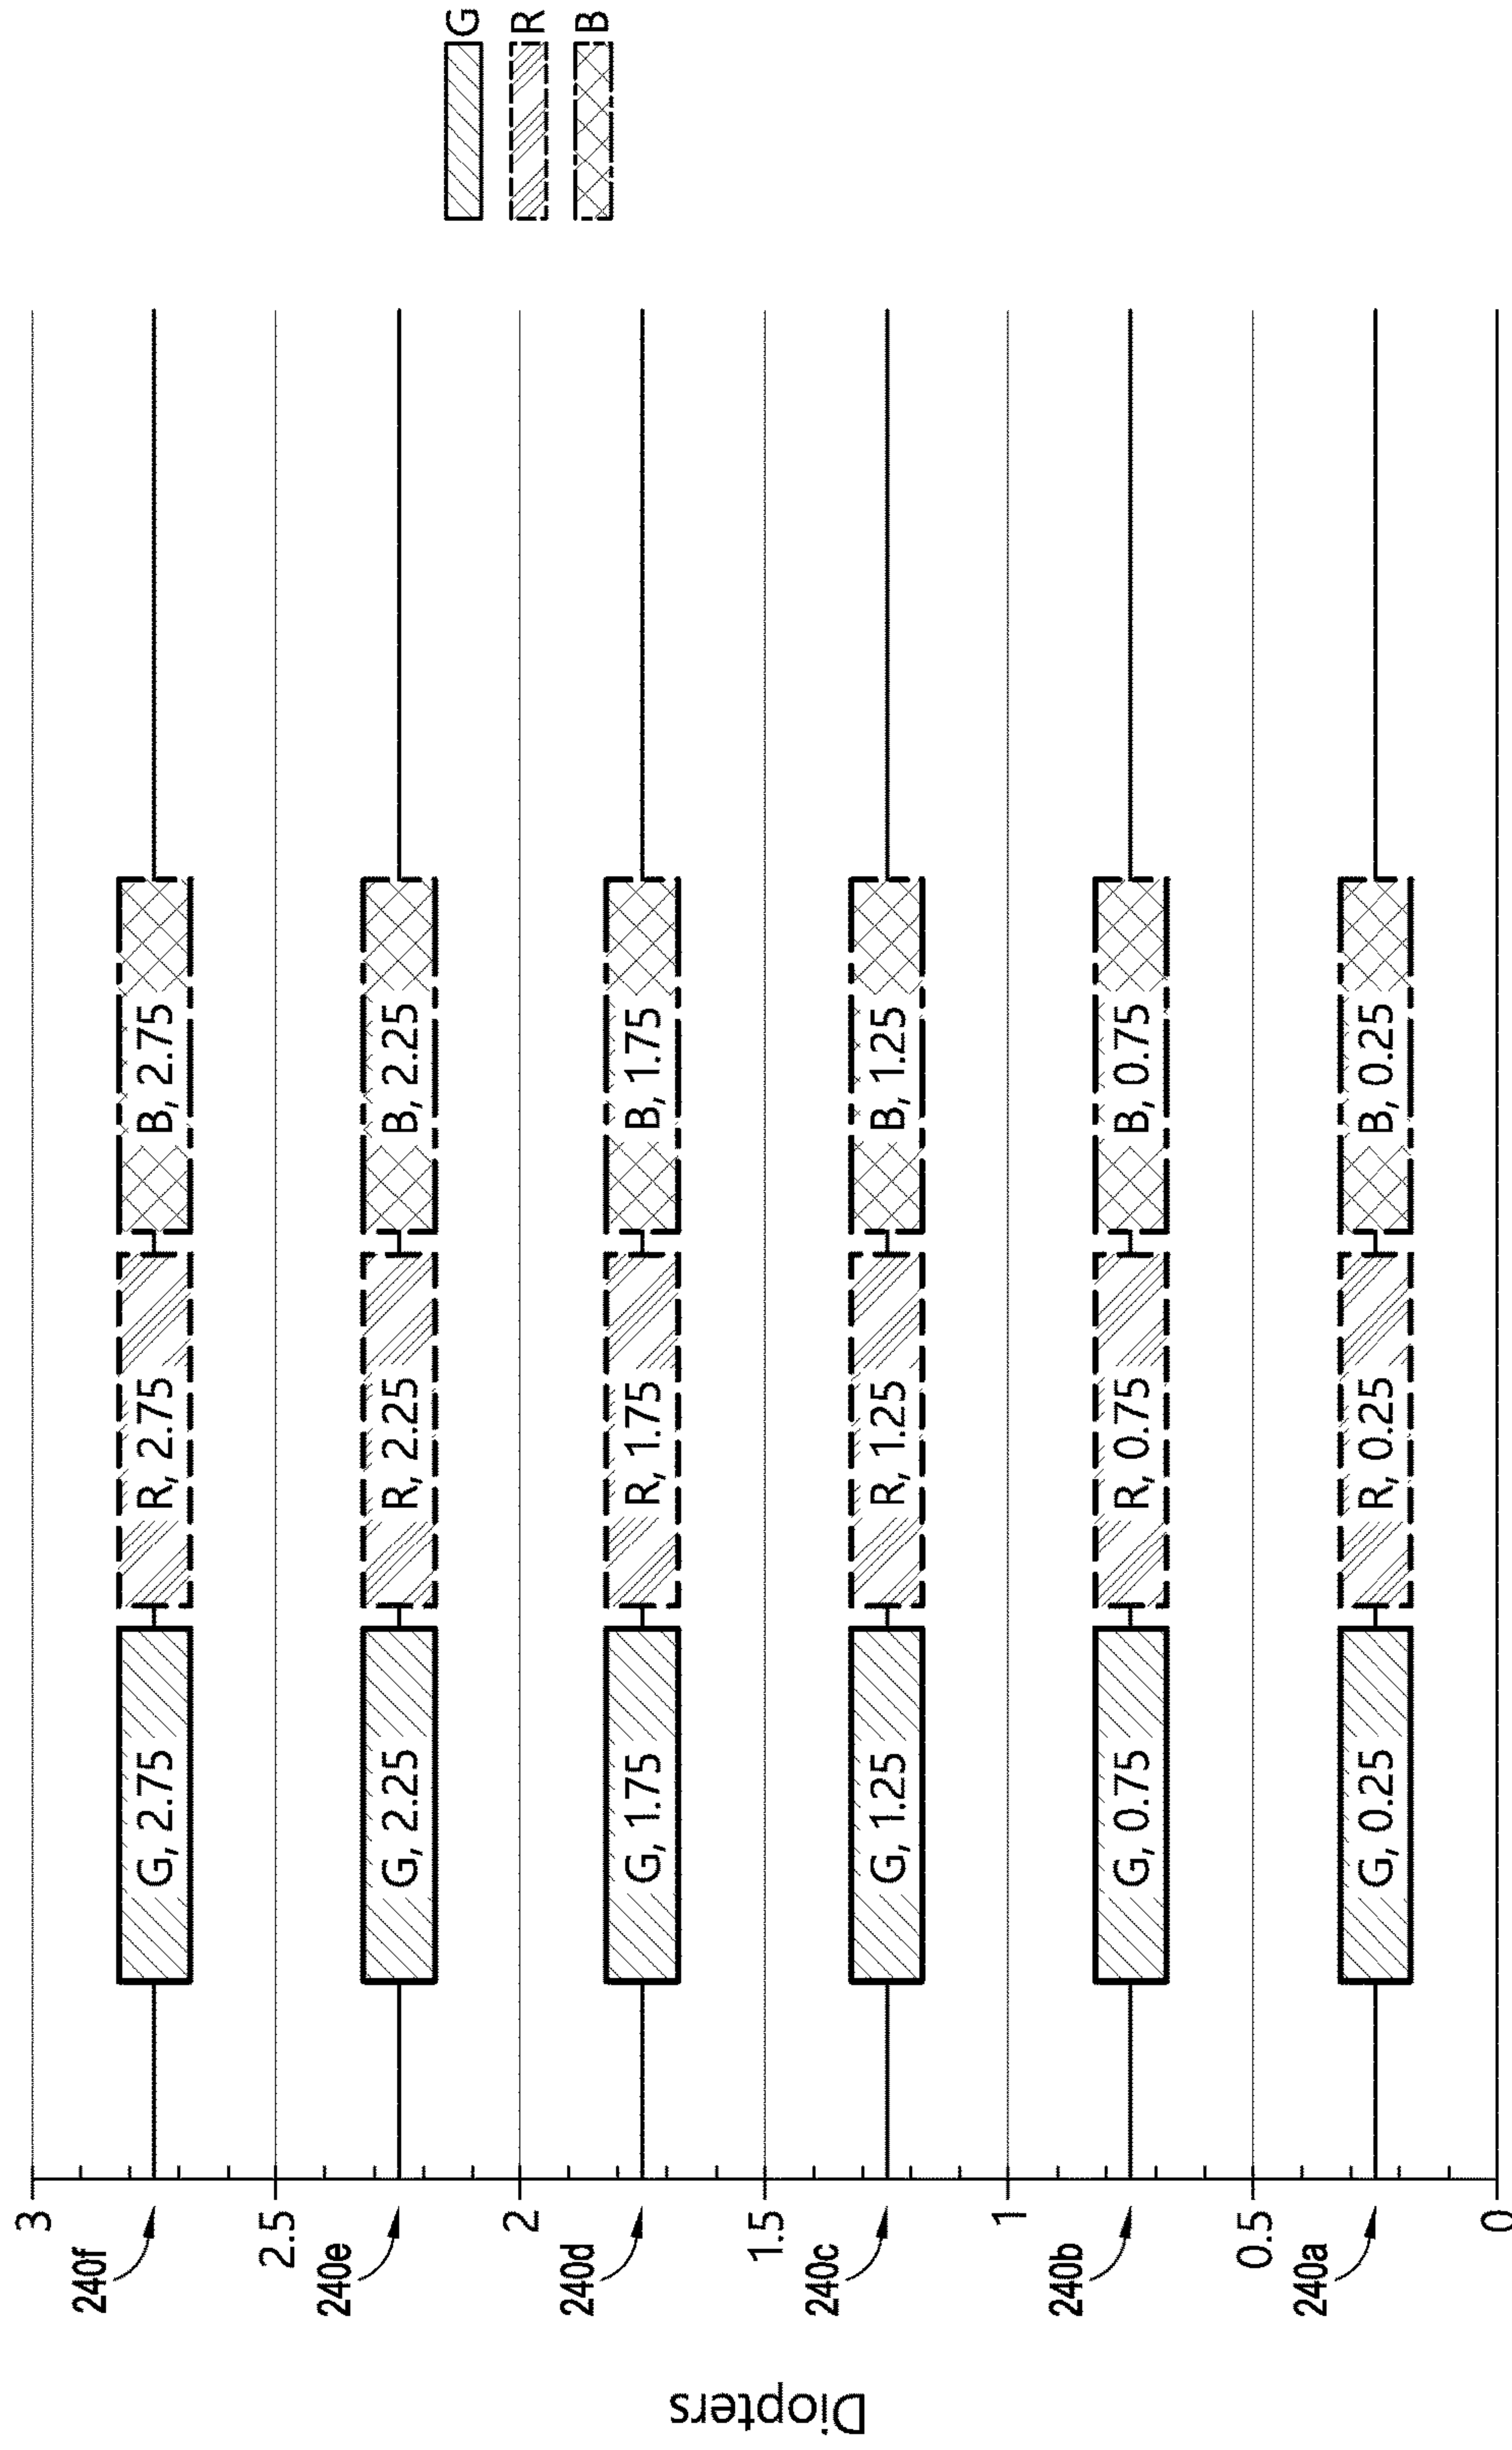 3
240f
G, 2.75
R, 2.75
B, 2.75
2.5
240e
G, 2.25
R, 2.25
B, 2.25
2
240d
G, 1.75
R, 1.75
B, 1.75
1.5
240c
G, 1.25
R, 1.25
B, 1.25
1
240b
G, 0.75
R, 0.75
B, 0.75
0.5
240a
G, 0.25
R, 0.25
B, 0.25
0
Diopters
G
R
B